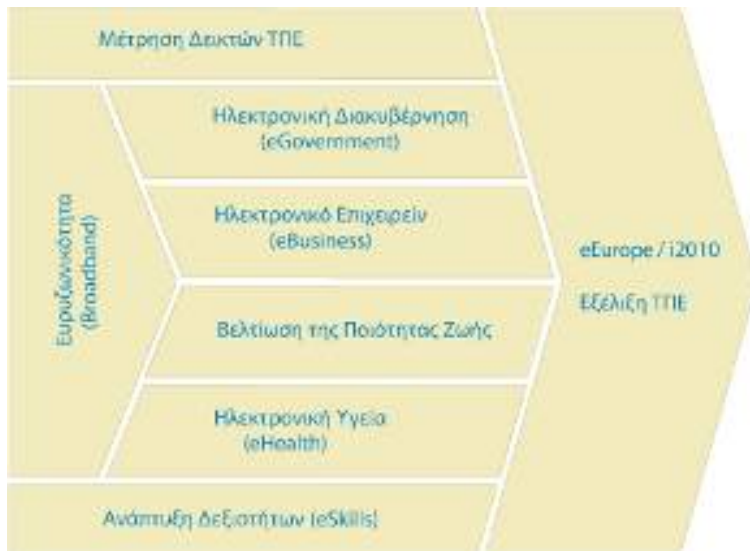 Μέτρηση Δεικτών ΤΠΕ
Ηλεκτρονική Διακυβέρνηση
(eGovernment)
Ηλεκτρονικό Επιχειρείν
(eBusiness)
Ευρυζωνικότητα
(Broadband)
eEurope / i2010
Εξέλιξη ΤΠΕ
Βελτίωση της Ποιότητας Ζωής
Ηλεκτρονική Υγεία
(eHealth)
Ανάπτυξη Δεξιοτήτων (eSkills)